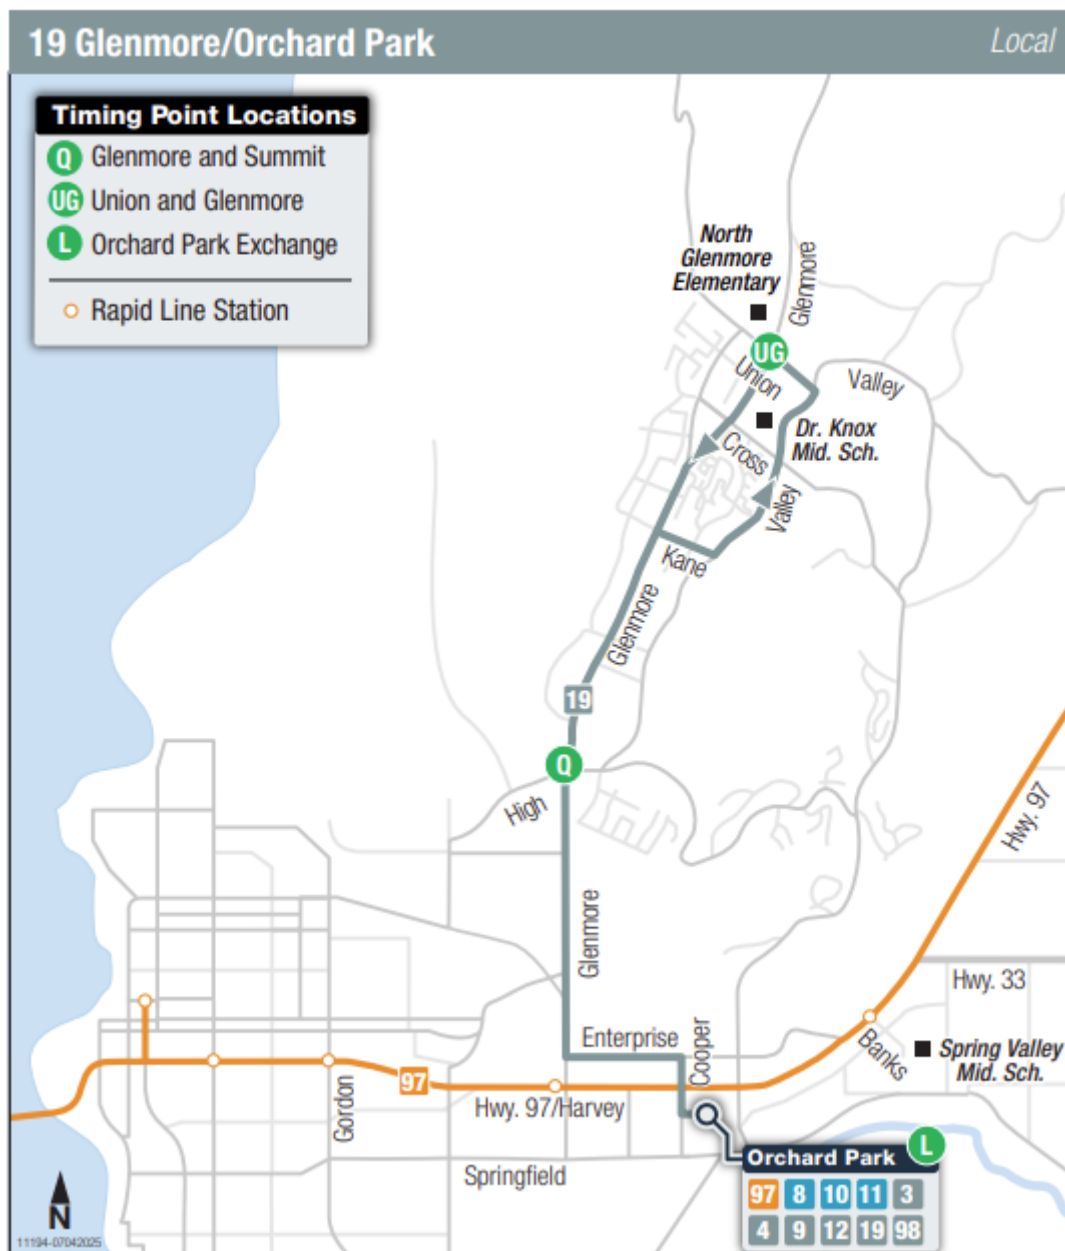 19 Glenmore/Orchard Park
Local
Timing Point Locations
Q Glenmore and Summit
UG Union and Glenmore
L Orchard Park Exchange
Rapid Line Station
North
Glenmore
Elementary
Glenmore
UG
Union
Valley
Dr. Knox
Mid. Sch.
Cross
Valley
Kane
Glenmore
19
Q
High
Hwy. 97
Glenmore
Hwy. 33
Enterprise
Cooper
Banks
Spring Valley
Mid. Sch.
97
Gordon
Hwy. 97/Harvey
Springfield
Orchard Park
L
97 8 10 11 3
4 9 12 19 98
N
11194-07042025